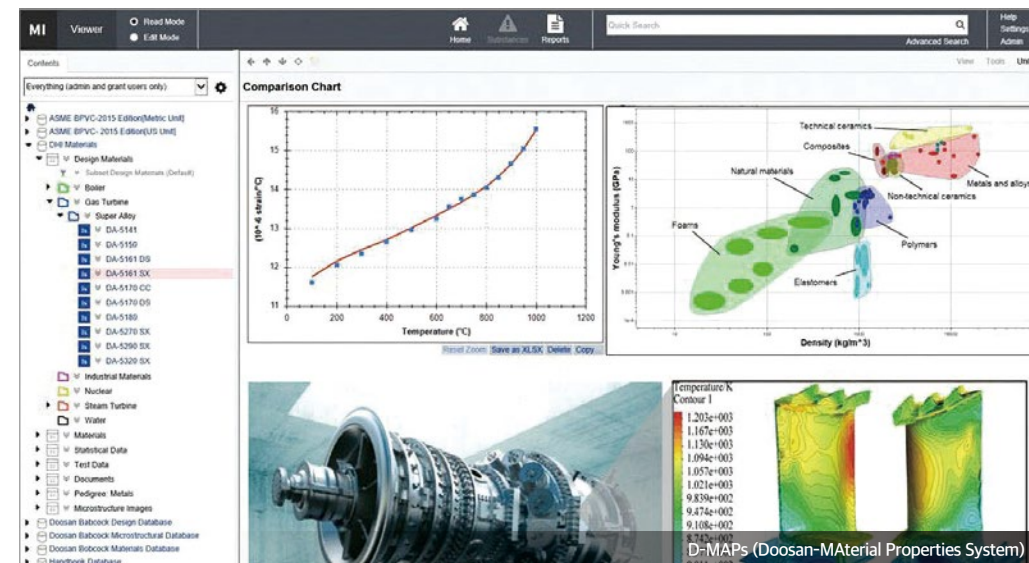 MI
Viewer
Read Mode
Edit Mode
Home
Substances
Reports
Quick Search
Advanced Search
Help
Settings
Admin
Contents
View Tools
Everything (admin and grant users only)
Comparison Chart
ASME BPVC-2015 Edition[Metric Unit]
ASME BPVC- 2015 Edition[US Unit]
DHI Materials
Design Materials
Subset Design Materials (Default)
Boiler
Gas Turbine
Super Alloy
DA-5141
DA-5150
DA-5161 DS
DA-5161 SX
DA-5170 CC
DA-5170 DS
DA-5180
DA-5270 SX
DA-5290 SX
DA-5320 SX
Industrial Materials
Nuclear
Steam Turbine
Water
Materials
Statistical Data
Test Data
Documents
Pedigree: Metals
Microstructure Images
Doosan Babcock Design Database
Doosan Babcock Microstructural Database
Doosan Bobcock Materials Database
Handbook Database
(10^-6 strain/°C)
16
15
14
13
12
11
0 200 400 600 800 1000 1200
Temperature (°C)
Reset Zoom Save as XLSX Delete Copy...
Young's modulus (GPa)
Technical ceramics
Composites
Natural materials
Metals and alloys
Non-technical ceramics
Foams
Polymers
Elastomers
Density (kg/m^3)
Temperature/K
Contour 1
1.203e+003
1.167e+003
1.130e+003
1.094e+003
1.057e+003
1.021e+003
9.839e+002
9.474e+002
9.108e+002
8.742e+002
D-MAPs (Doosan-MAterial Properties System)